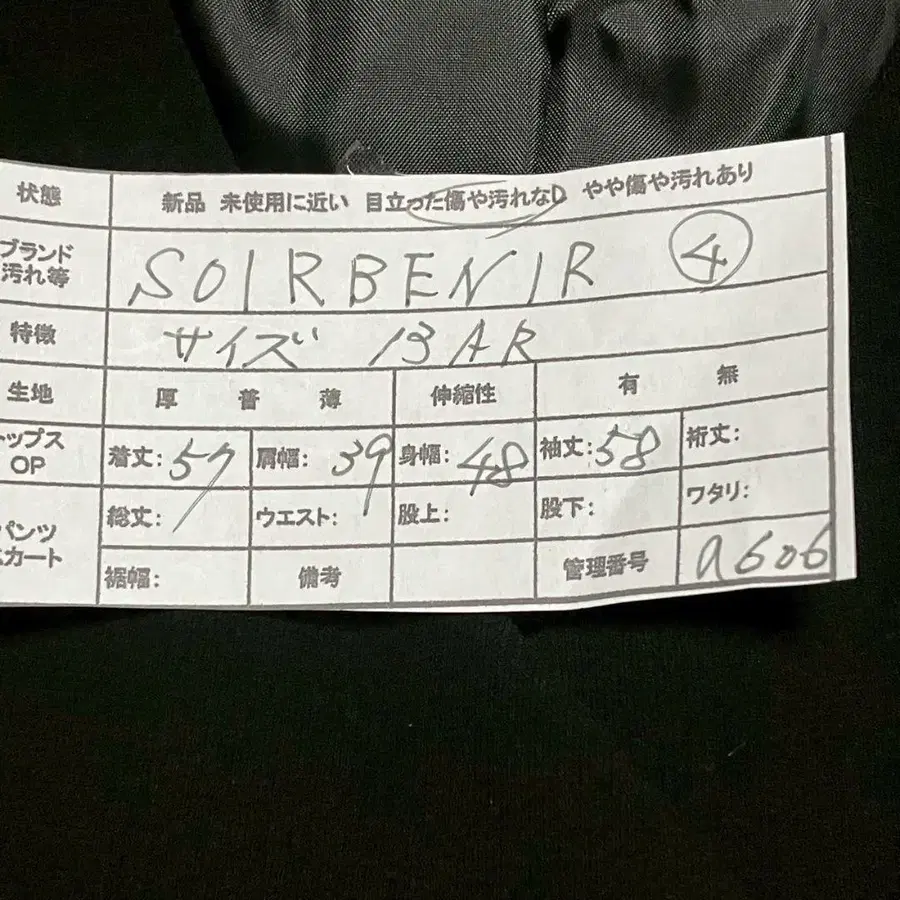 状態 新品 未使用に近い 目立った傷や汚れなし やや傷や汚れあり
ブランド
汚れ等 SOIRBENIR ④
特徴 サイズ 13AR
生地 厚 普 薄 伸縮性 有 無
トップス
OP 着丈:57 肩幅:39 身幅:48 袖丈:58 裄丈:
パンツ
スカート 総丈: ウエスト: 股上: 股下: ワタリ:
裾幅: 備考 管理番号 a606